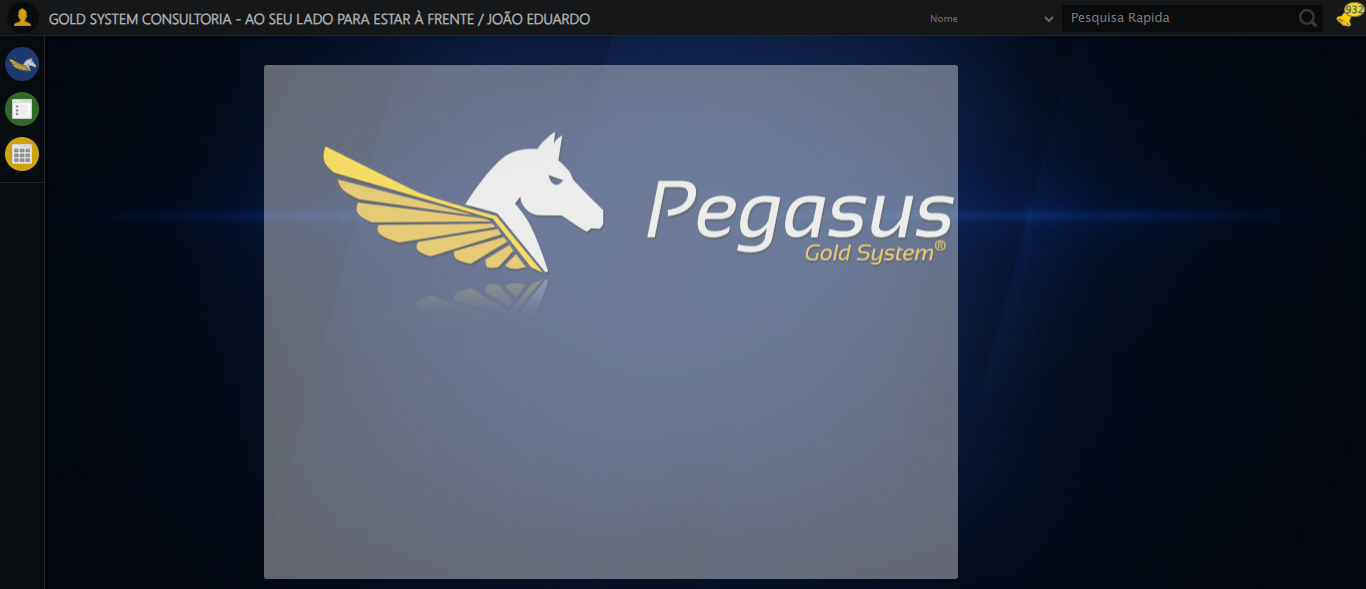 GOLD SYSTEM CONSULTORIA - AO SEU LADO PARA ESTAR À FRENTE / JOÃO EDUARDO
Nome
Pesquisa Rapida
932
Pegasus
Gold System®